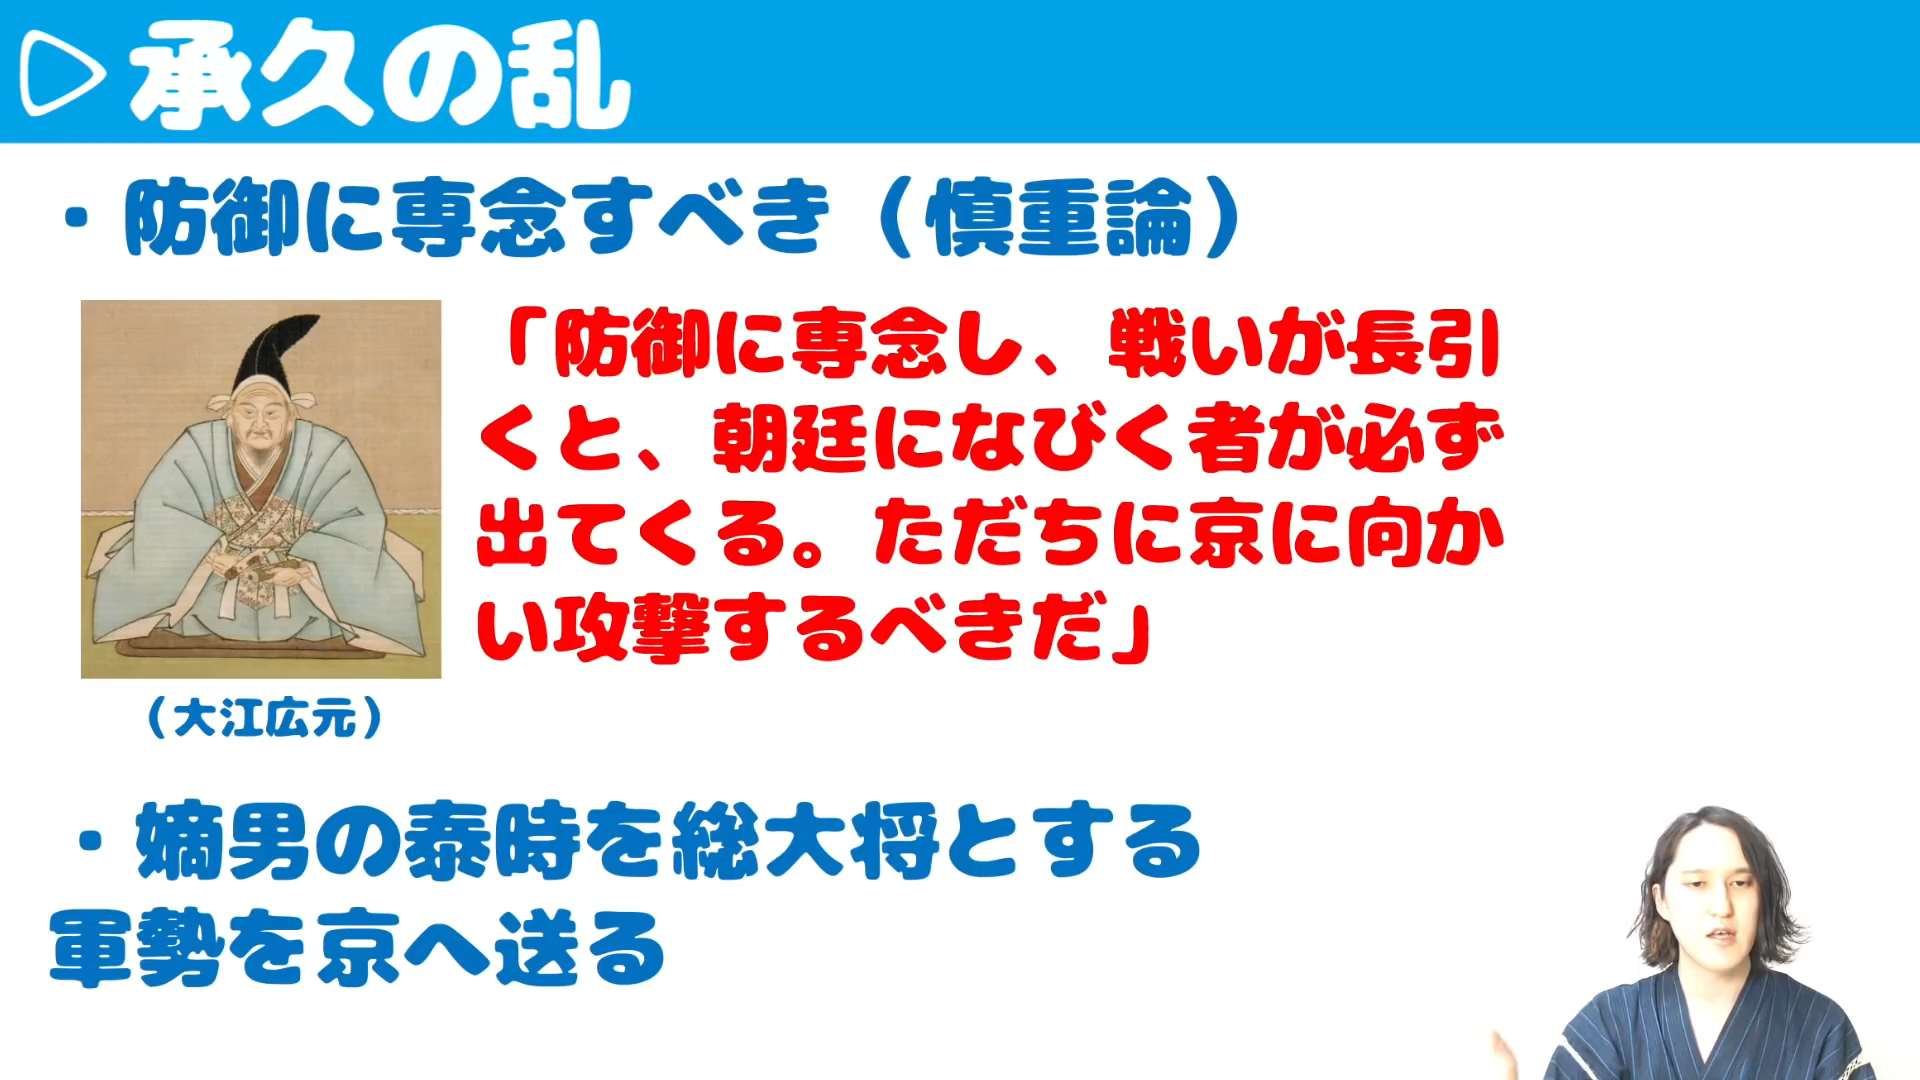 承久の乱
・防御に専念すべき（慎重論）
「防御に専念し、戦いが長引
くと、朝廷になびく者が必ず
出てくる。ただちに京に向か
い攻撃するべきだ」
（大江広元）
・嫡男の泰時を総大将とする
軍勢を京へ送る